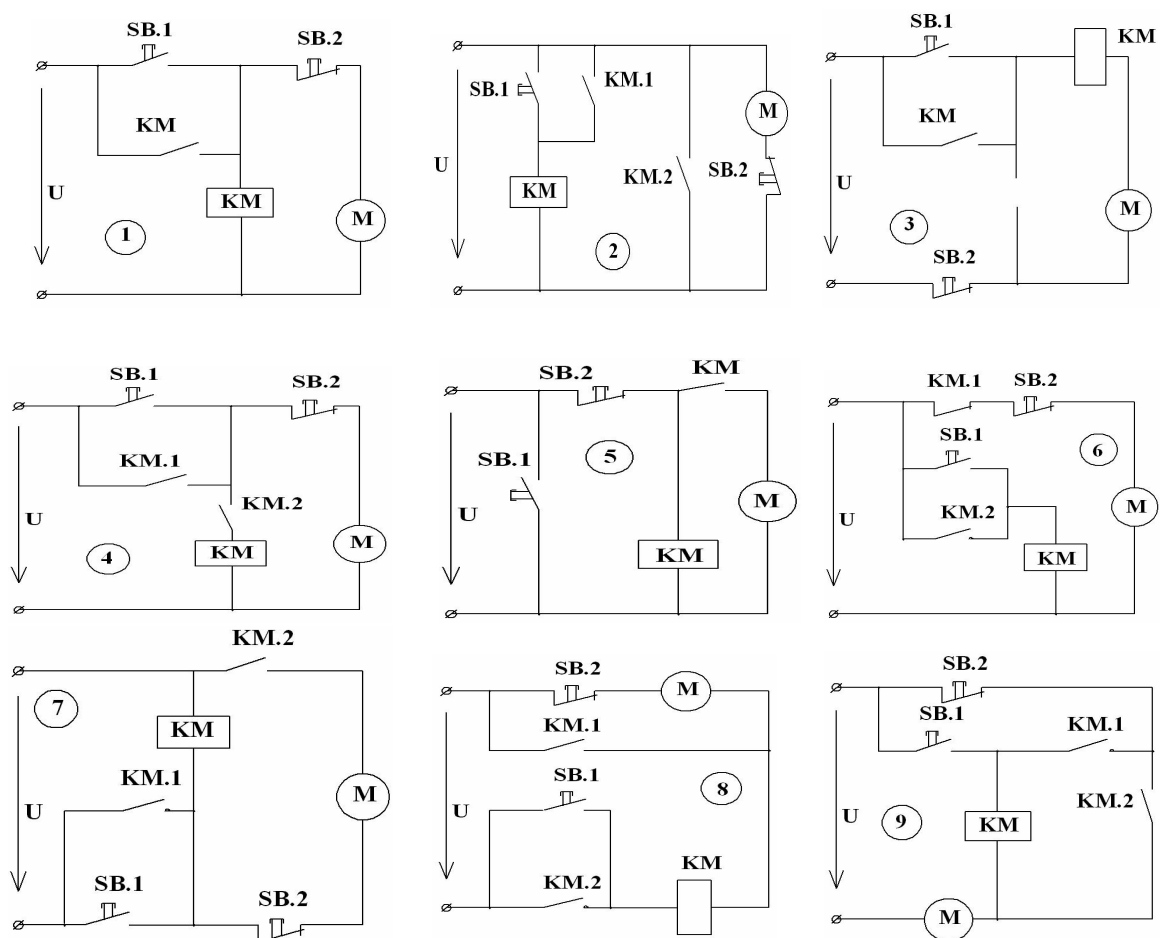 SB.1 SB.2
KM
U KM M
1
SB.1 KM.1 M
U KM KM.2 SB.2
2
SB.1 KM
KM
U M
3
SB.2
SB.1 SB.2
KM.1
KM.2
U KM M
4
SB.2 KM
SB.1 5
U M
KM
KM.1 SB.2
SB.1 6
U KM.2 M
KM
KM.2
7 KM
KM.1 M
U
SB.1 SB.2
SB.2 M
KM.1
SB.1 8
U
KM.2 KM
SB.2
SB.1 KM.1
KM.2
U 9 KM
M